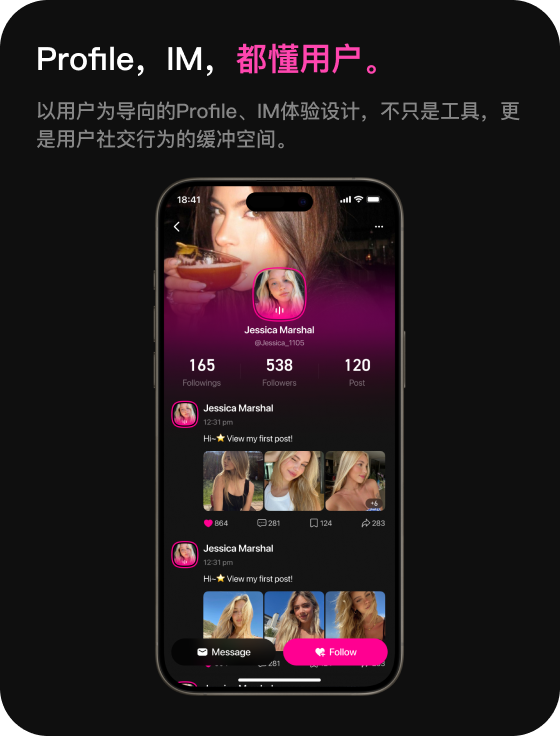 Profile，IM，都懂用户。
以用户为导向的Profile、IM体验设计，不只是工具，更
是用户社交行为的缓冲空间。
18:41
Jessica Marshal
@Jessica_1105
165 538 120
Followings Followers Post
Jessica Marshal
12:31 pm
Hi~⭐ View my first post!
+6
864 281 124 283
Jessica Marshal
12:31 pm
Hi~⭐ View my first post!
Message Follow
281